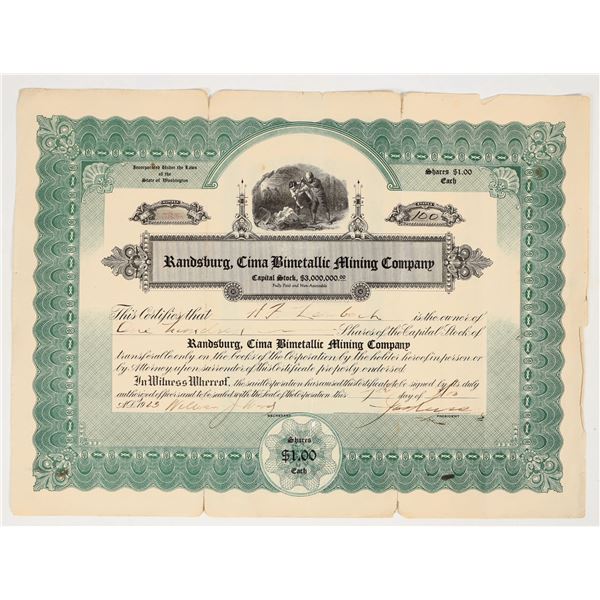 Incorporated Under the Laws
of the
State of Washington
Shares $1.00
Each
NUMBER
SHARES
100
Randsburg, Cima Bimetallic Mining Company
Capital Stock, $3,000,000.00
Fully Paid and Non-Assessable
This Certifies that is the owner of
One hundred Shares of the Capital Stock of
Randsburg, Cima Bimetallic Mining Company
transferable only on the books of the Corporation by the holder hereof in person or
by Attorney upon surrender of this Certificate properly endorsed.
In Witness Whereof, the said Corporation has caused this Certificate to be signed by its duly
authorized officers and to be sealed with the Seal of the Corporation this day of
A.D. 1923
SECRETARY
PRESIDENT
Shares
$1.00
Each